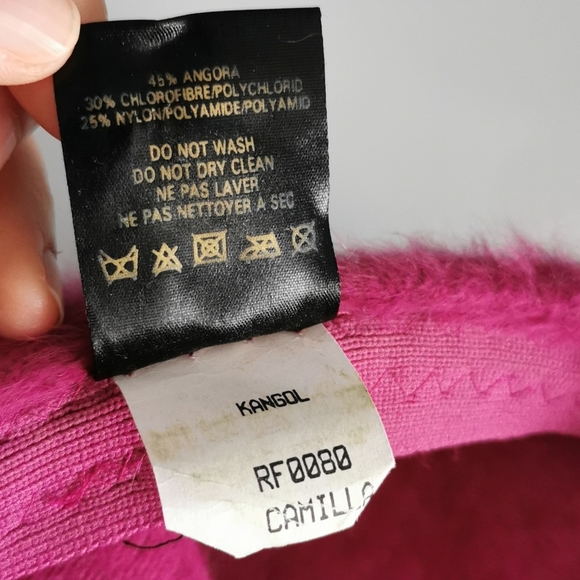 45% ANGORA
30% CHLOROFIBRE/POLYCHLORID
25% NYLON/POLYAMIDE/POLYAMID
DO NOT WASH
DO NOT DRY CLEAN
NE PAS LAVER
NE PAS NETTOYER A SEC
KANGOL
RF0080
CAMILLA